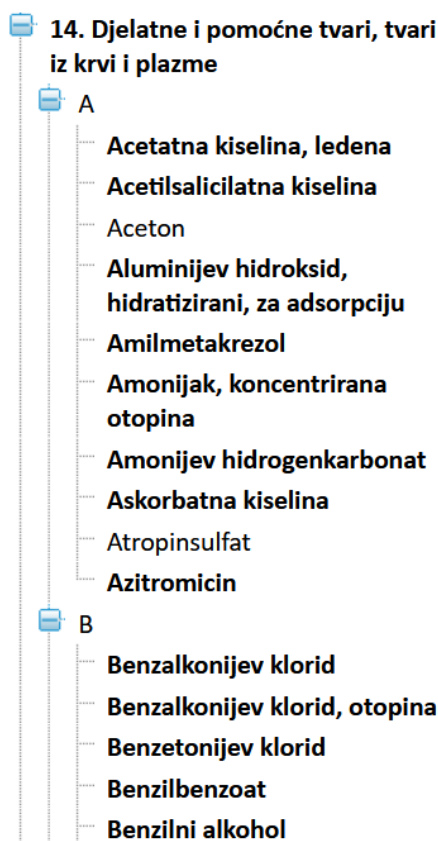 14. Djelatne i pomoćne tvari, tvari
iz krvi i plazme
A
Acetatna kiselina, ledena
Acetilsalicilatna kiselina
Aceton
Aluminijev hidroksid,
hidratizirani, za adsorpciju
Amilmetakrezol
Amonijak, koncentrirana
otopina
Amonijev hidrogenkarbonat
Askorbatna kiselina
Atropinsulfat
Azitromicin
B
Benzalkonijev klorid
Benzalkonijev klorid, otopina
Benzetonijev klorid
Benzilbenzoat
Benzilni alkohol